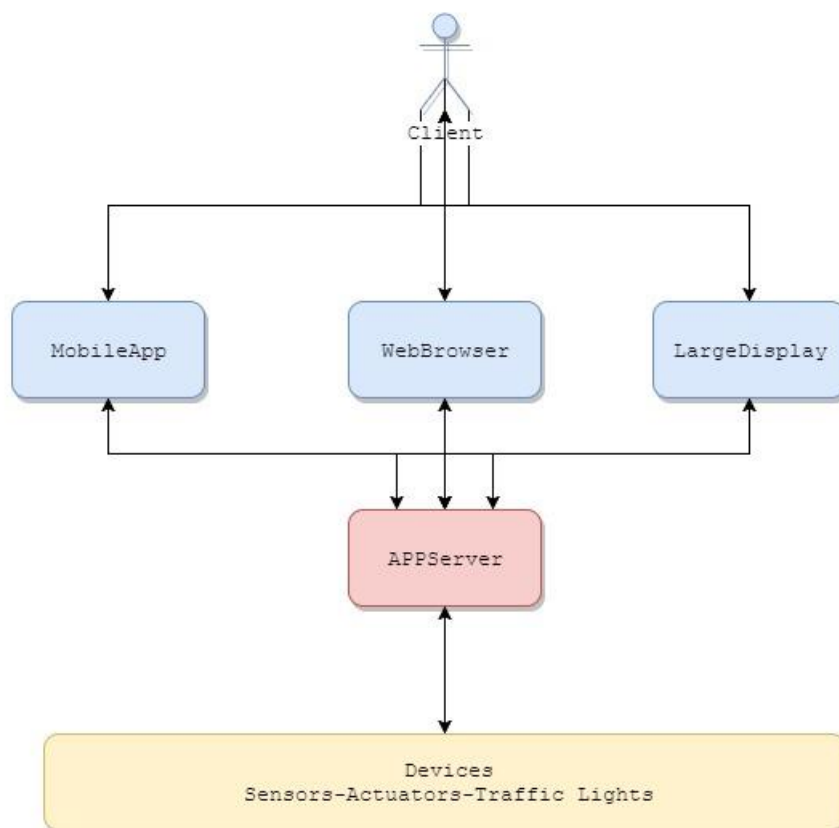 Client
MobileApp
WebBrowser
LargeDisplay
APPServer
Devices
Sensors-Actuators-Traffic Lights